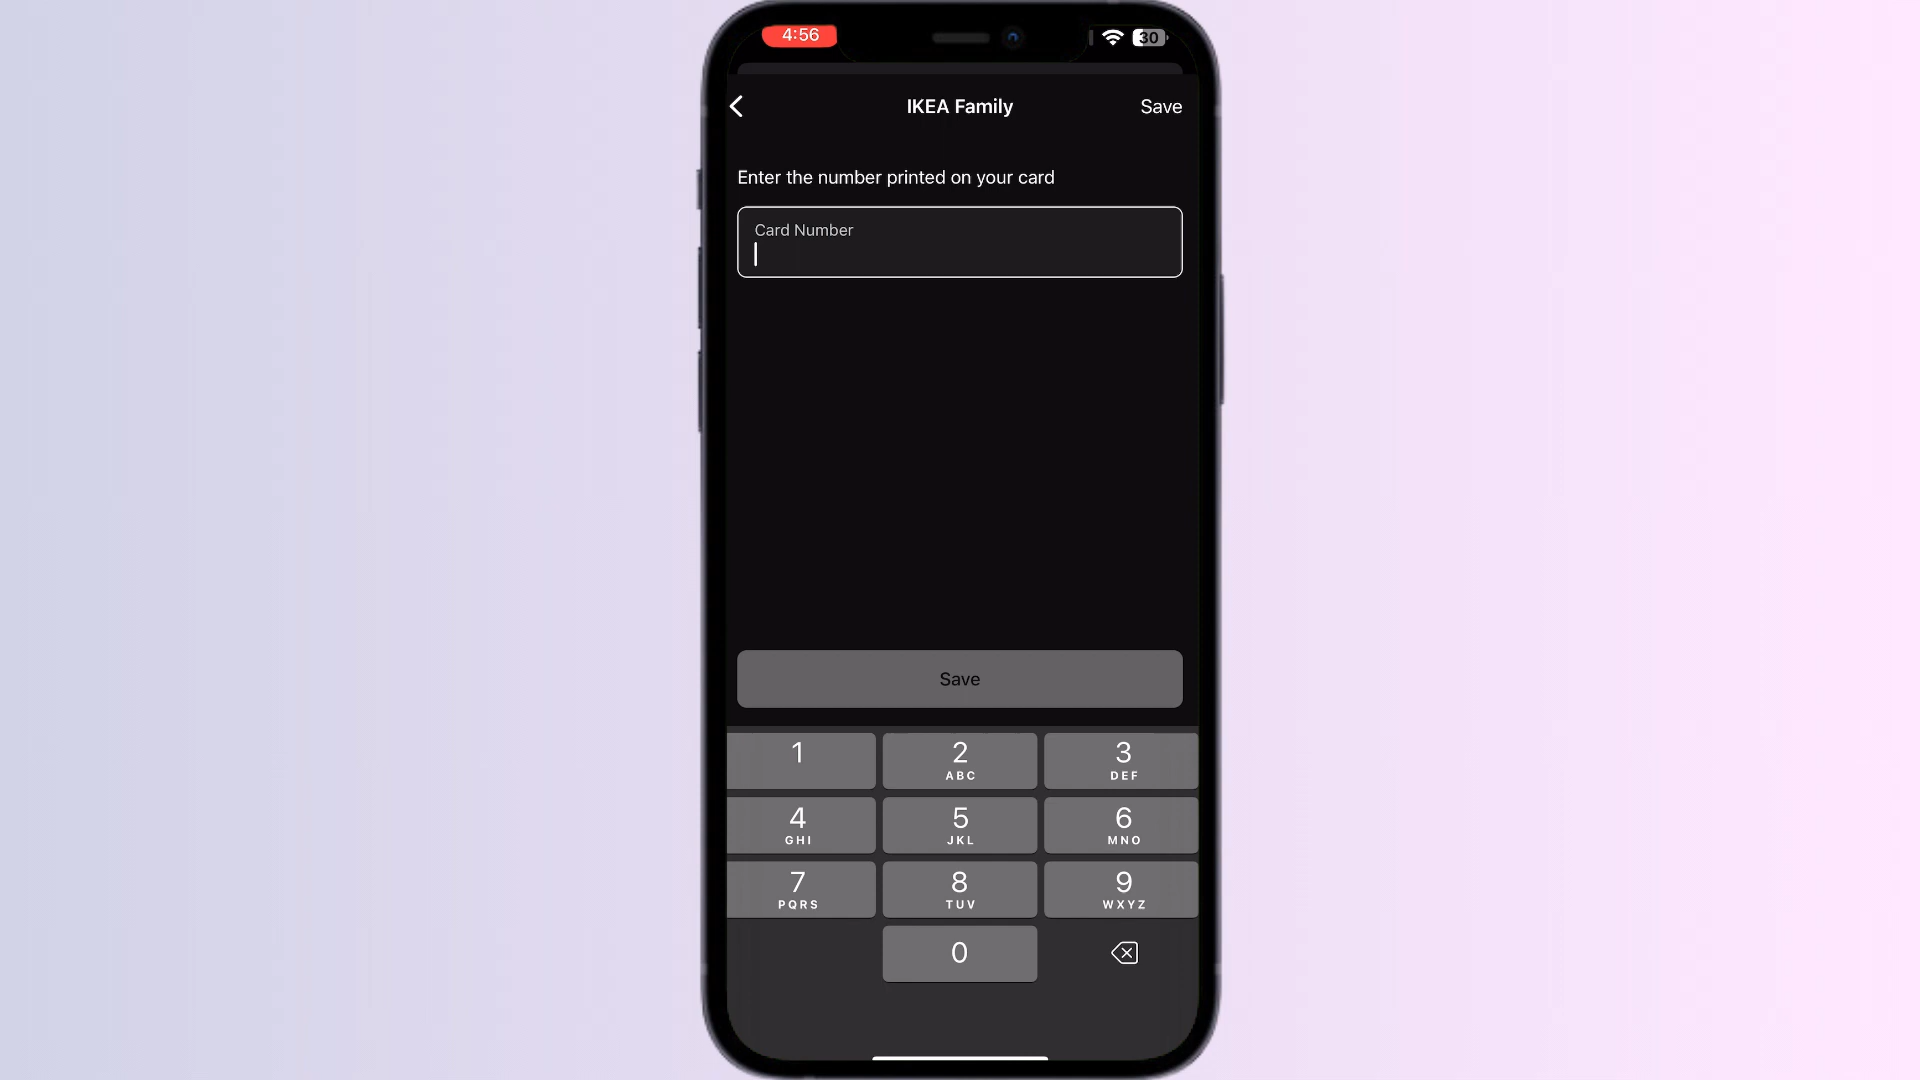 4:56
30
IKEA Family
Save
Enter the number printed on your card
Card Number
Save
1
2
ABC
3
DEF
4
GHI
5
JKL
6
MNO
7
PQRS
8
TUV
9
WXYZ
0